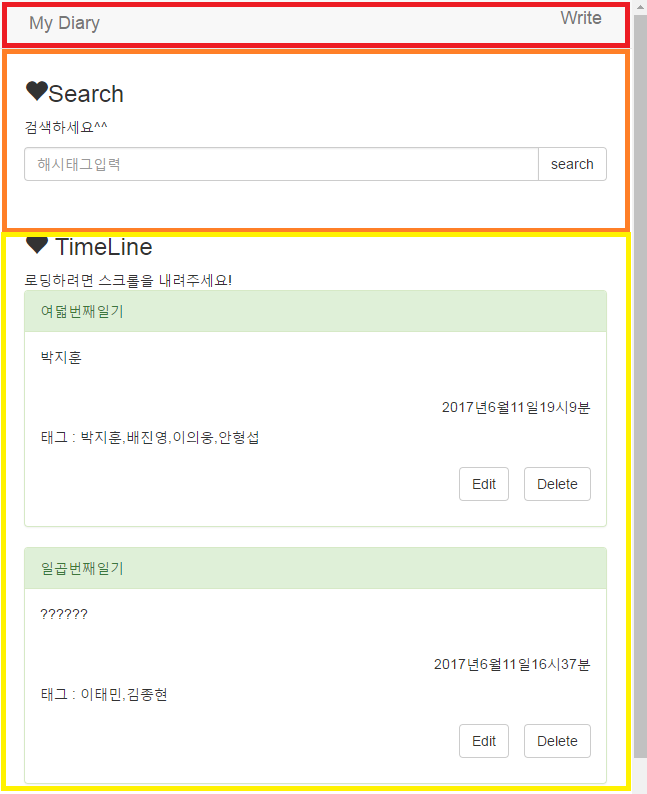 My Diary Write
Search
검색하세요^^
해시태그입력 search
TimeLine
로딩하려면 스크롤을 내려주세요!
여덟번째일기
박지훈
2017년6월11일19시9분
태그 : 박지훈,배진영,이의웅,안형섭
Edit Delete
일곱번째일기
??????
2017년6월11일16시37분
태그 : 이태민,김종현
Edit Delete